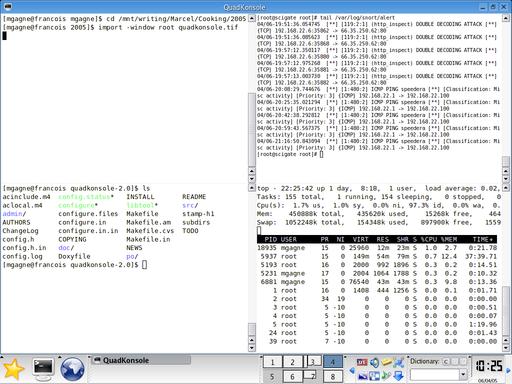 QuadKonsole
[mgagne@francois mgagne]$ cd /mnt/writing/Marcel/Cooking/2005
[mgagne@francois 2005]$ import -window root quadkonsole.tif
[root@scigate root]# tail /var/log/snort/alert
04/06-19:51:36.054745 [**] [119:2:1] (http_inspect) DOUBLE DECODING ATTACK [**]
{TCP} 192.168.22.6:35862 -> 66.35.250.62:80
04/06-19:51:36.085623 [**] [119:2:1] (http_inspect) DOUBLE DECODING ATTACK [**]
{TCP} 192.168.22.6:35863 -> 66.35.250.62:80
04/06-19:57:12.350117 [**] [119:2:1] (http_inspect) DOUBLE DECODING ATTACK [**]
{TCP} 192.168.22.6:35880 -> 66.35.250.62:80
04/06-19:57:12.975268 [**] [119:2:1] (http_inspect) DOUBLE DECODING ATTACK [**]
{TCP} 192.168.22.6:35881 -> 66.35.250.62:80
04/06-19:57:13.003730 [**] [119:2:1] (http_inspect) DOUBLE DECODING ATTACK [**]
{TCP} 192.168.22.6:35882 -> 66.35.250.62:80
04/06-20:08:29.744676 [**] [1:480:2] ICMP PING speedera [**] [Classification: Mi
sc activity] [Priority: 3] {ICMP} 192.168.22.1 -> 192.168.22.100
04/06-20:25:35.021294 [**] [1:480:2] ICMP PING speedera [**] [Classification: Mi
sc activity] [Priority: 3] {ICMP} 192.168.22.1 -> 192.168.22.100
04/06-20:42:38.292812 [**] [1:480:2] ICMP PING speedera [**] [Classification: Mi
sc activity] [Priority: 3] {ICMP} 192.168.22.1 -> 192.168.22.100
04/06-20:59:43.567375 [**] [1:480:2] ICMP PING speedera [**] [Classification: Mi
sc activity] [Priority: 3] {ICMP} 192.168.22.1 -> 192.168.22.100
04/06-21:16:50.843094 [**] [1:480:2] ICMP PING speedera [**] [Classification: Mi
sc activity] [Priority: 3] {ICMP} 192.168.22.1 -> 192.168.22.100
[root@scigate root]#
[mgagne@francois quadkonsole-2.0]$ ls
acinclude.m4 config.status* INSTALL README
aclocal.m4 configure* libtool* src/
admin/ configure.files Makefile stamp-h1
AUTHORS configure.in Makefile.am subdirs
ChangeLog configure.in.in Makefile.cvs TODO
config.h COPYING Makefile.in
config.h.in doc/ NEWS
config.log Doxyfile po/
[mgagne@francois quadkonsole-2.0]$
top - 22:25:42 up 1 day, 8:18, 1 user, load average: 0.02,
Tasks: 155 total, 1 running, 154 sleeping, 0 stopped, 0
Cpu(s): 1.7% us, 1.0% sy, 0.0% ni, 97.3% id, 0.0% wa, 0.
Mem: 450888k total, 435620k used, 15268k free, 464
Swap: 1052248k total, 154348k used, 897900k free, 1559
PID USER PR NI VIRT RES SHR S %CPU %MEM TIME+
18935 mgagne 15 0 25960 12m 23m S 1.0 2.7 0:21.78
5937 root 15 0 149m 54m 79m S 0.7 12.4 37:39.71
5193 root 16 0 2000 992 1896 S 0.3 0.2 0:14.51
5231 mgagne 17 0 2004 1064 1788 S 0.3 0.2 0:10.32
6881 mgagne 15 0 76540 43m 43m S 0.3 9.8 13:13.36
1 root 16 0 1408 444 1256 S 0.0 0.1 0:01.71
2 root 34 19 0 0 0 S 0.0 0.0 0:00.00
3 root 5 -10 0 0 0 S 0.0 0.0 0:00.51
4 root 5 -10 0 0 0 S 0.0 0.0 0:00.00
5 root 5 -10 0 0 0 S 0.0 0.0 1:19.96
24 root 5 -10 0 0 0 S 0.0 0.0 0:01.43
39 root 7 -10 0 0 0 S 0.0 0.0 0:00.00
QuadKonsole
1 2 3 4
5 6 7 8
Dictionary:
10:25
06/04/05